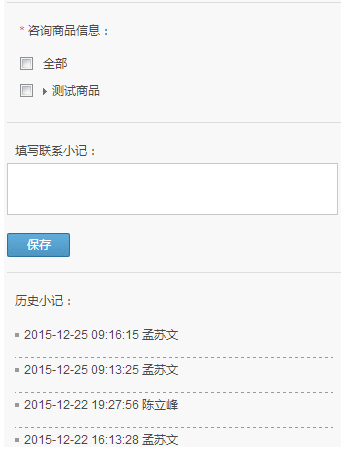 * 咨询商品信息：
全部
测试商品
填写联系小记：
保存
历史小记：
2015-12-25 09:16:15 孟苏文
2015-12-25 09:13:25 孟苏文
2015-12-22 19:27:56 陈立峰
2015-12-22 16:13:28 孟苏文